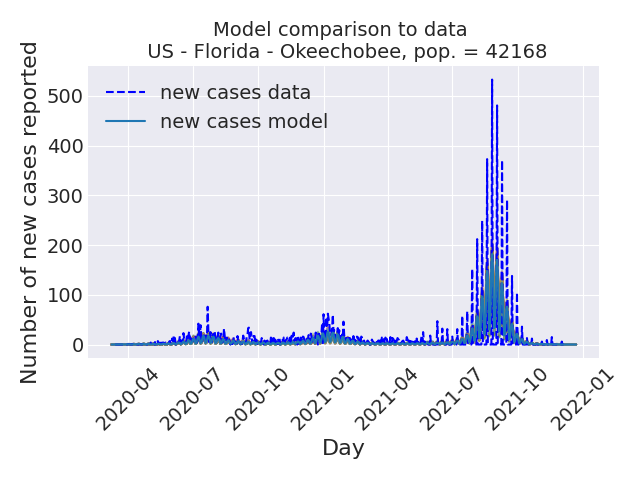 Model comparison to data
US - Florida - Okeechobee, pop. = 42168
Number of new cases reported
500
400
300
200
100
0
new cases data
new cases model
2020-04
2020-07
2020-10
2021-01
2021-04
2021-07
2021-10
2022-01
Day